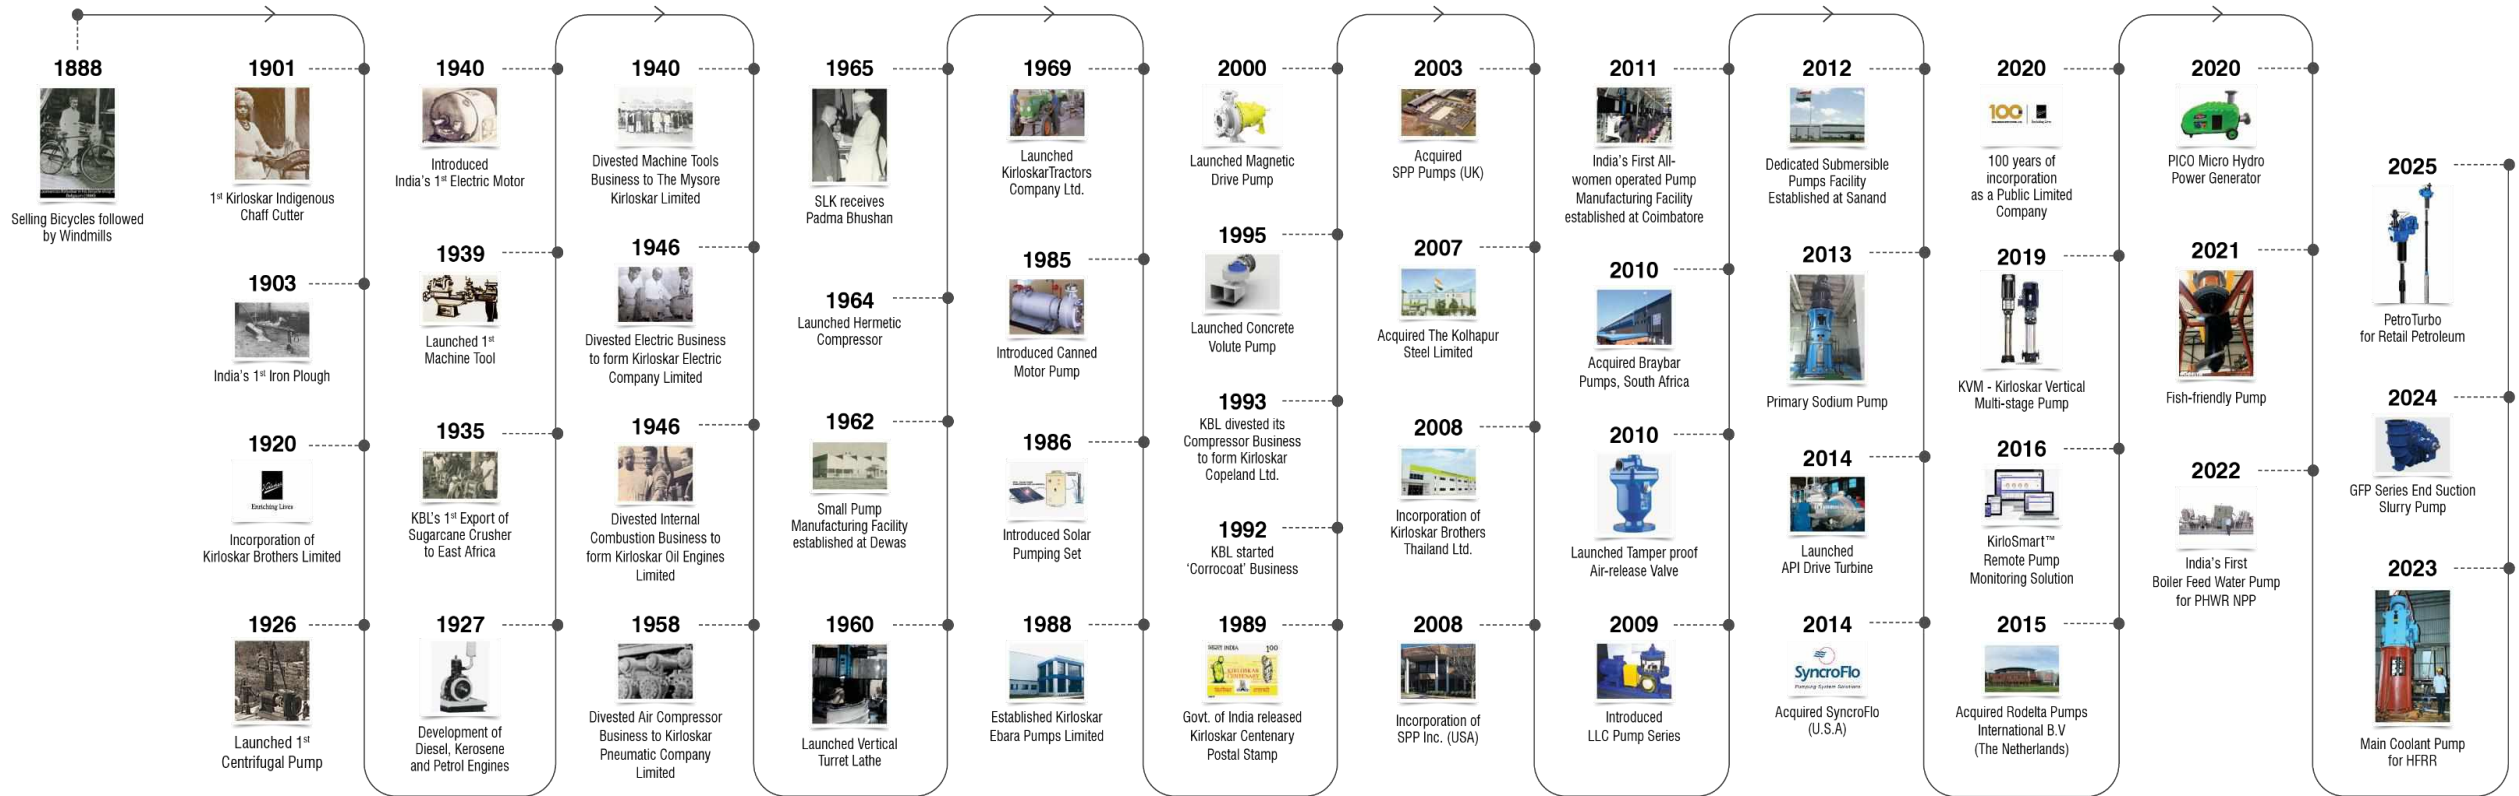 1888
Selling Bicycles followed
by Windmills
1901
1st Kirloskar Indigenous
Chaff Cutter
1903
India's 1st Iron Plough
1920
Enriching Lives
Incorporation of
Kirloskar Brothers Limited
1926
Launched 1st
Centrifugal Pump
1927
Development of
Diesel, Kerosene
and Petrol Engines
1935
KBL's 1st Export of
Sugarcane Crusher
to East Africa
1939
Launched 1st
Machine Tool
1940
Introduced
India's 1st Electric Motor
1940
Divested Machine Tools
Business to The Mysore
Kirloskar Limited
1946
Divested Electric Business
to form Kirloskar Electric
Company Limited
1946
Divested Internal
Combustion Business to
form Kirloskar Oil Engines
Limited
1958
Divested Air Compressor
Business to Kirloskar
Pneumatic Company
Limited
1960
Launched Vertical
Turret Lathe
1962
Small Pump
Manufacturing Facility
established at Dewas
1964
Launched Hermetic
Compressor
1965
SLK receives
Padma Bhushan
1969
Launched
KirloskarTractors
Company Ltd.
1985
Introduced Canned
Motor Pump
1986
Introduced Solar
Pumping Set
1988
Established Kirloskar
Ebara Pumps Limited
1989
भारत INDIA 100
KIRLOSKAR
CENTENARY
Govt. of India released
Kirloskar Centenary
Postal Stamp
1992
KBL started
‘Corrocoat’ Business
1993
KBL divested its
Compressor Business
to form Kirloskar
Copeland Ltd.
1995
Launched Concrete
Volute Pump
2000
Launched Magnetic
Drive Pump
2003
Acquired
SPP Pumps (UK)
2007
Acquired The Kolhapur
Steel Limited
2008
Incorporation of
Kirloskar Brothers
Thailand Ltd.
2008
Incorporation of
SPP Inc. (USA)
2009
Introduced
LLC Pump Series
2010
Launched Tamper proof
Air-release Valve
2010
Acquired Braybar
Pumps, South Africa
2011
India's First All-
women operated Pump
Manufacturing Facility
established at Coimbatore
2012
Dedicated Submersible
Pumps Facility
Established at Sanand
2013
Primary Sodium Pump
2014
Launched
API Drive Turbine
2014
SyncroFlo
Pumping System Solutions
Acquired SyncroFlo
(U.S.A)
2015
Acquired Rodelta Pumps
International B.V
(The Netherlands)
2016
KirloSmart™
Remote Pump
Monitoring Solution
2019
KVM - Kirloskar Vertical
Multi-stage Pump
2020
100
Enriching Lives
100 years of
incorporation
as a Public Limited
Company
2020
PICO Micro Hydro
Power Generator
2021
Fish-friendly Pump
2022
India's First
Boiler Feed Water Pump
for PHWR NPP
2023
Main Coolant Pump
for HFRR
2024
GFP Series End Suction
Slurry Pump
2025
PetroTurbo
for Retail Petroleum